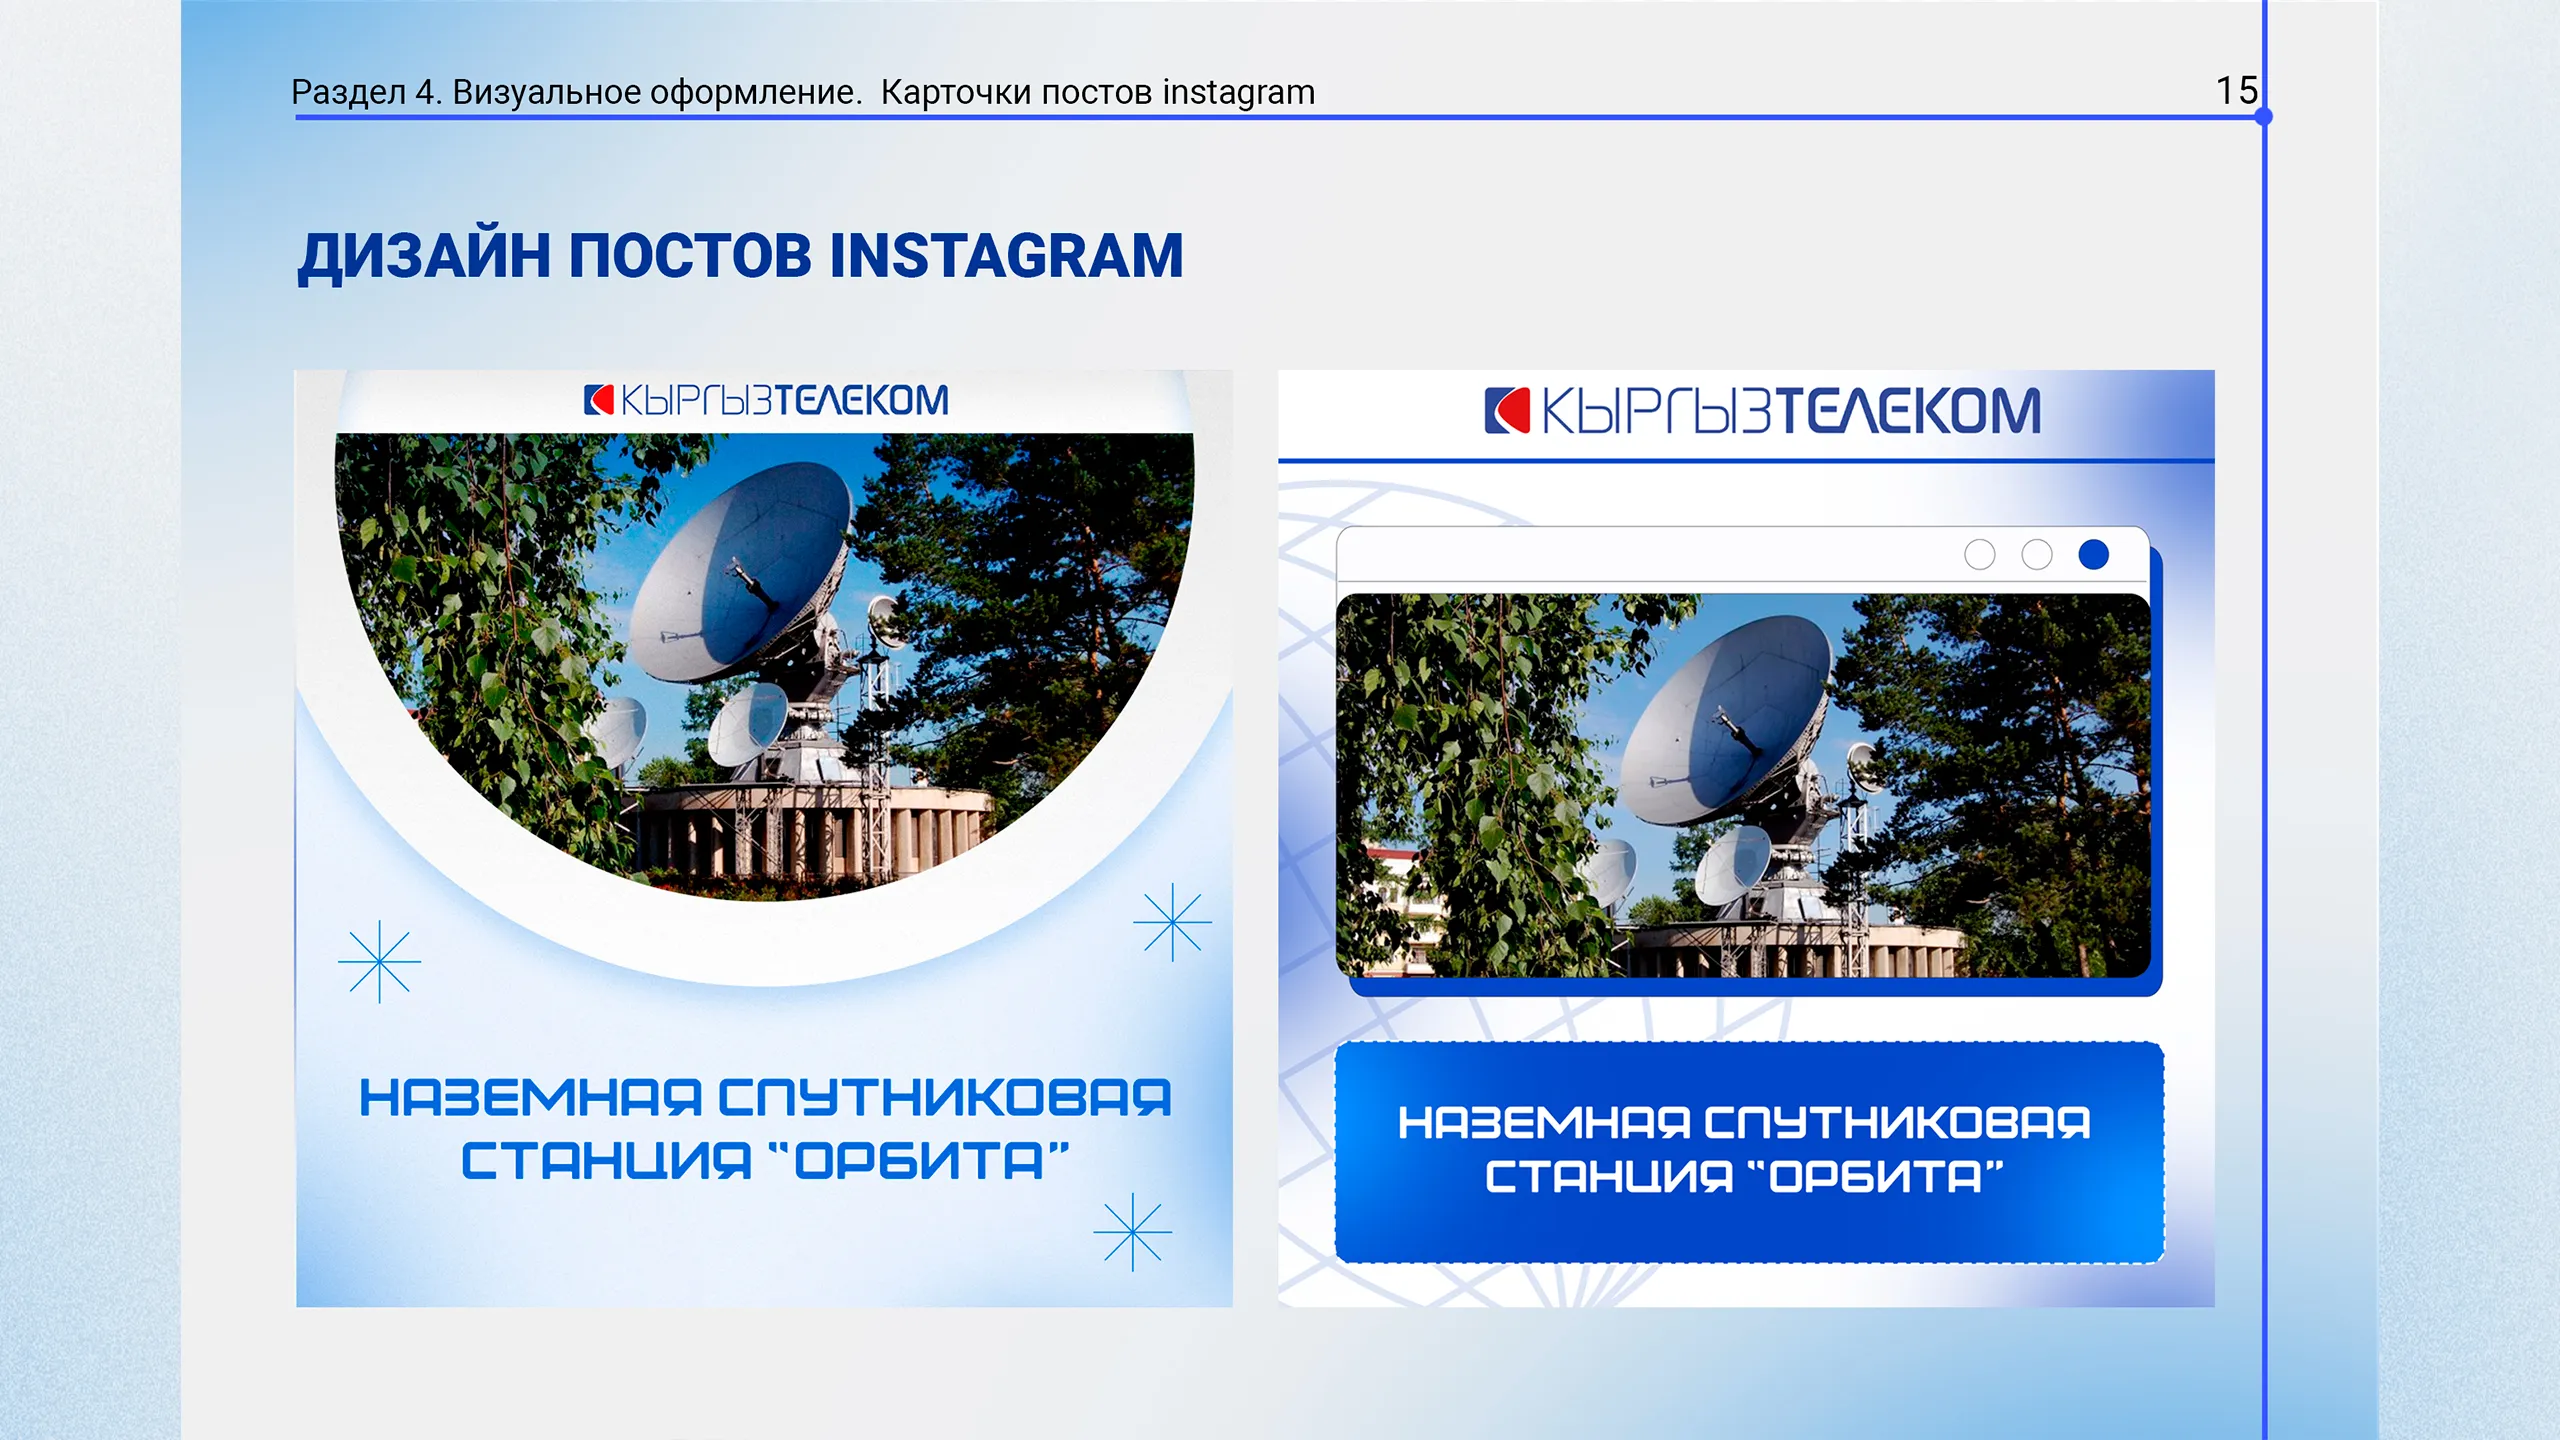 Раздел 4. Визуальное оформление. Карточки постов instagram
15
ДИЗАЙН ПОСТОВ INSTAGRAM
КЫРГЫЗТЕЛЕКОМ
НАЗЕМНАЯ СПУТНИКОВАЯ
СТАНЦИЯ “ОРБИТА”
КЫРГЫЗТЕЛЕКОМ
НАЗЕМНАЯ СПУТНИКОВАЯ
СТАНЦИЯ “ОРБИТА”